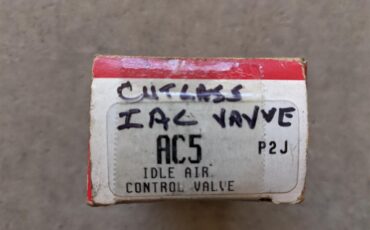 CUTLASS
IAC VAVVE
AC5
P2J
IDLE AIR
CONTROL VALVE